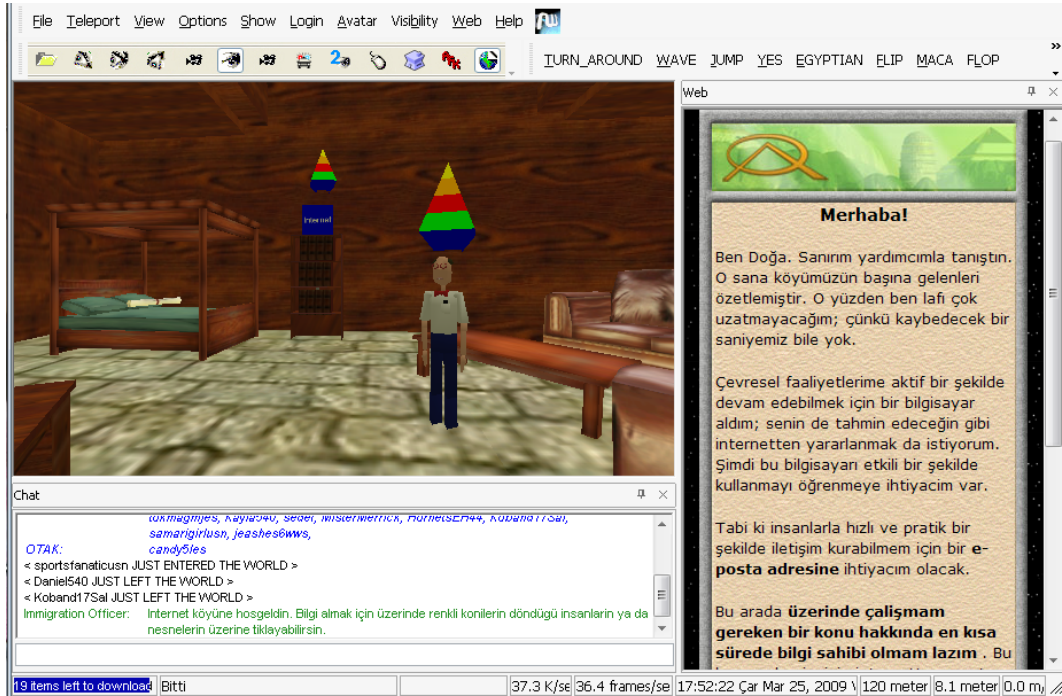 File Teleport View Options Show Login Avatar Visibility Web Help
TURN_AROUND WAVE JUMP YES EGYPTIAN FLIP MACA FLOP
Web
Internet
Merhaba!
Ben Doğa. Sanırım yardımcımla tanıştın.
O sana köyümüzün başına gelenleri
özetlemiştir. O yüzden ben lafı çok
uzatmayacağım; çünkü kaybedecek bir
saniyemiz bile yok.
Çevresel faaliyetlerime aktif bir şekilde
devam edebilmek için bir bilgisayar
aldım; senin de tahmin edeceğin gibi
internetten yararlanmak da istiyorum.
Şimdi bu bilgisayarı etkili bir şekilde
kullanmayı öğrenmeye ihtiyacim var.
Tabi ki insanlarla hızlı ve pratik bir
şekilde iletişim kurabilmem için bir e-
posta adresine ihtiyacım olacak.
Bu arada üzerinde çalişmam
gereken bir konu hakkında en kısa
sürede bilgi sahibi olmam lazım . Bu
Chat
samarigirlusn, jeashes6wws,
OTAK: candy5les
< sportsfanaticusn JUST ENTERED THE WORLD >
< Daniel540 JUST LEFT THE WORLD >
< Koband17Sal JUST LEFT THE WORLD >
Immigration Officer: Internet köyüne hosgeldin. Bilgi almak için üzerinde renkli konilerin döndügü insanlarin ya da
nesnelerin üzerine tiklayabilirsin.
19 items left to download Bitti 37.3 K/se 36.4 frames/se 17:52:22 Çar Mar 25, 2009 120 meter 8.1 meter 0.0 m,